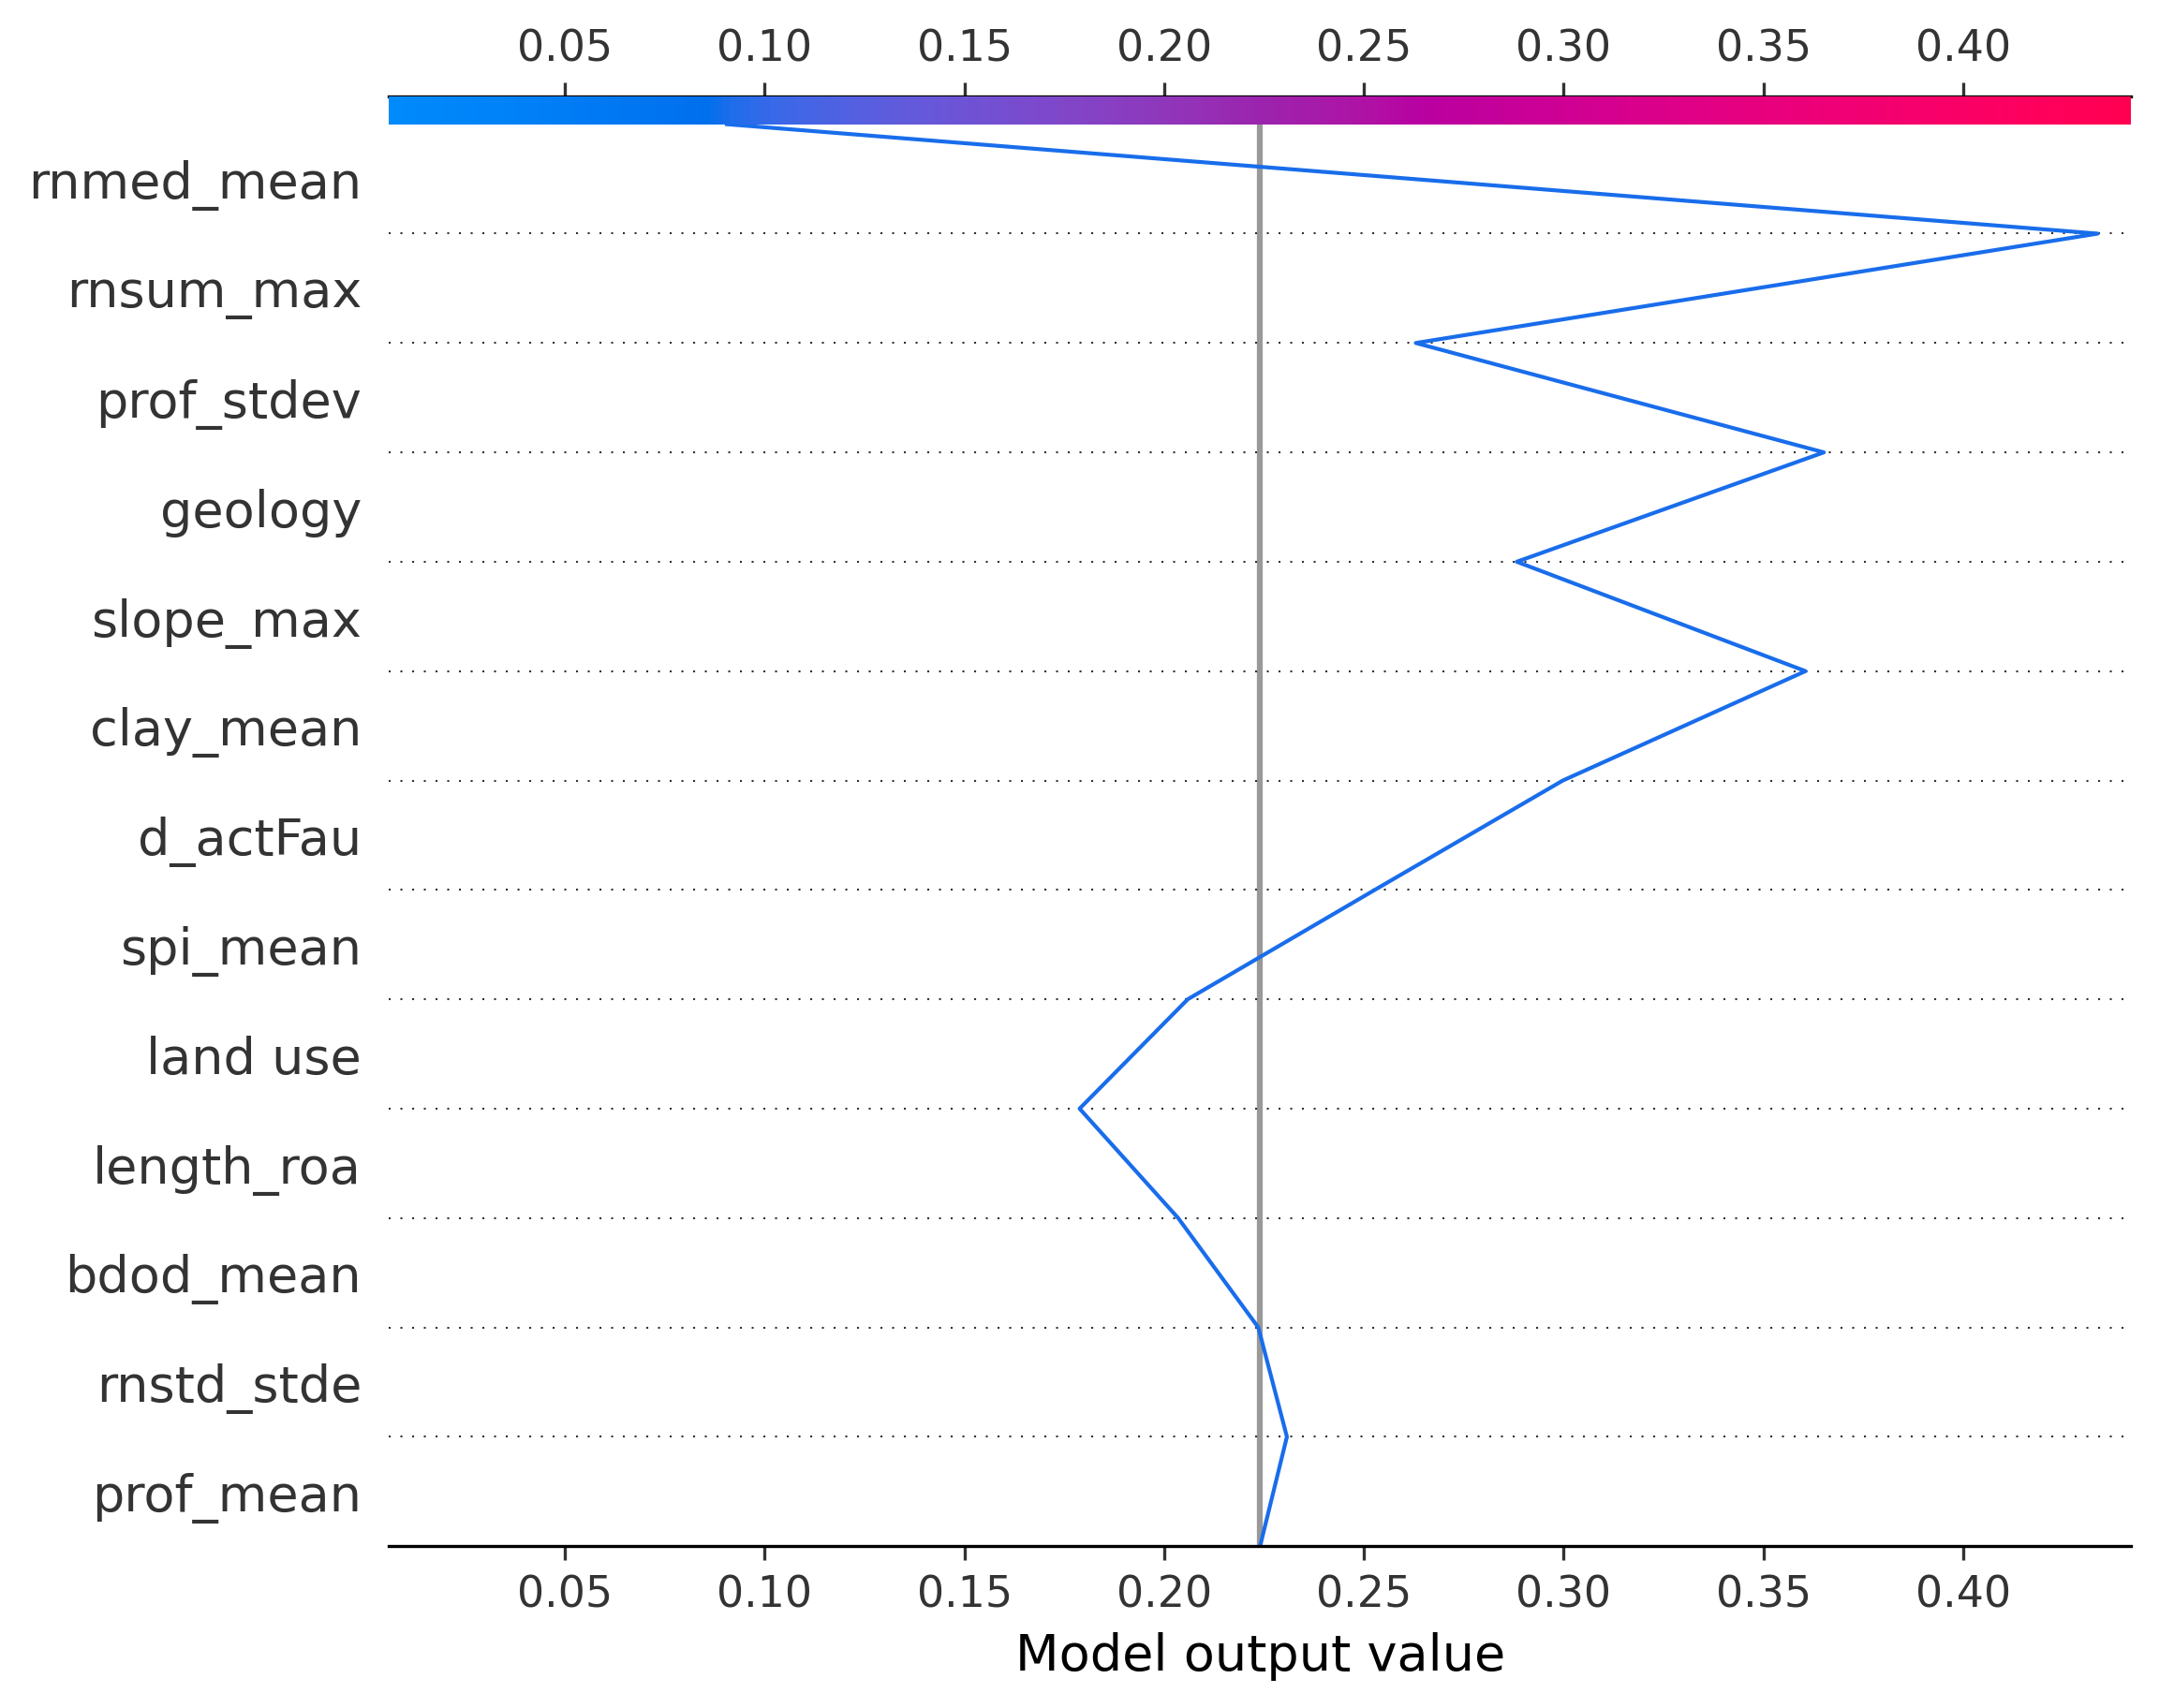 0.05 0.10 0.15 0.20 0.25 0.30 0.35 0.40
rnmed_mean
rnsum_max
prof_stdev
geology
slope_max
clay_mean
d_actFau
spi_mean
land use
length_roa
bdod_mean
rnstd_stde
prof_mean
0.05 0.10 0.15 0.20 0.25 0.30 0.35 0.40
Model output value